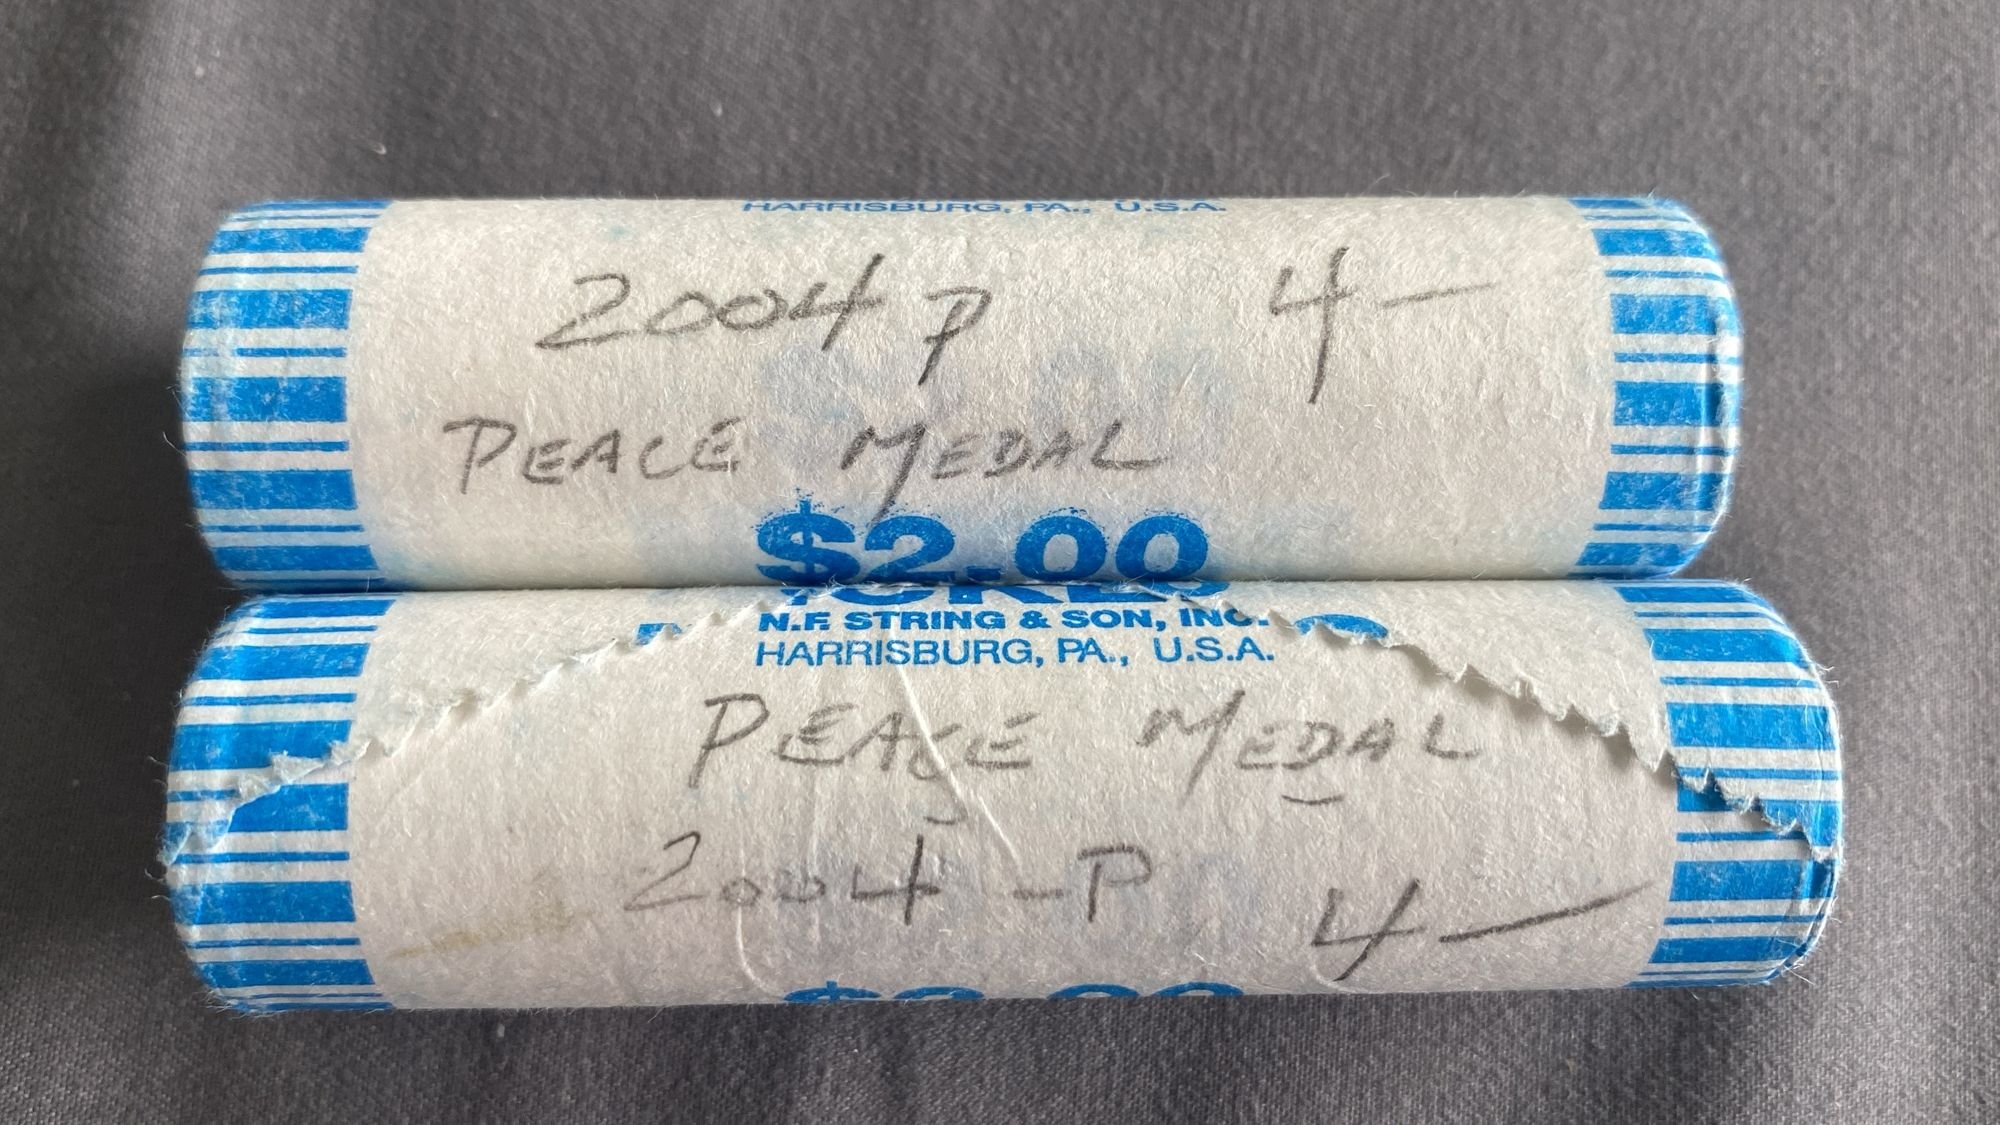 HARRISBURG, PA., U.S.A.
2004 P 4—
PEACE MEDAL
$2.00
N.F. STRING & SON, INC.
HARRISBURG, PA., U.S.A.
PEACE MEDAL
2004-P 4—